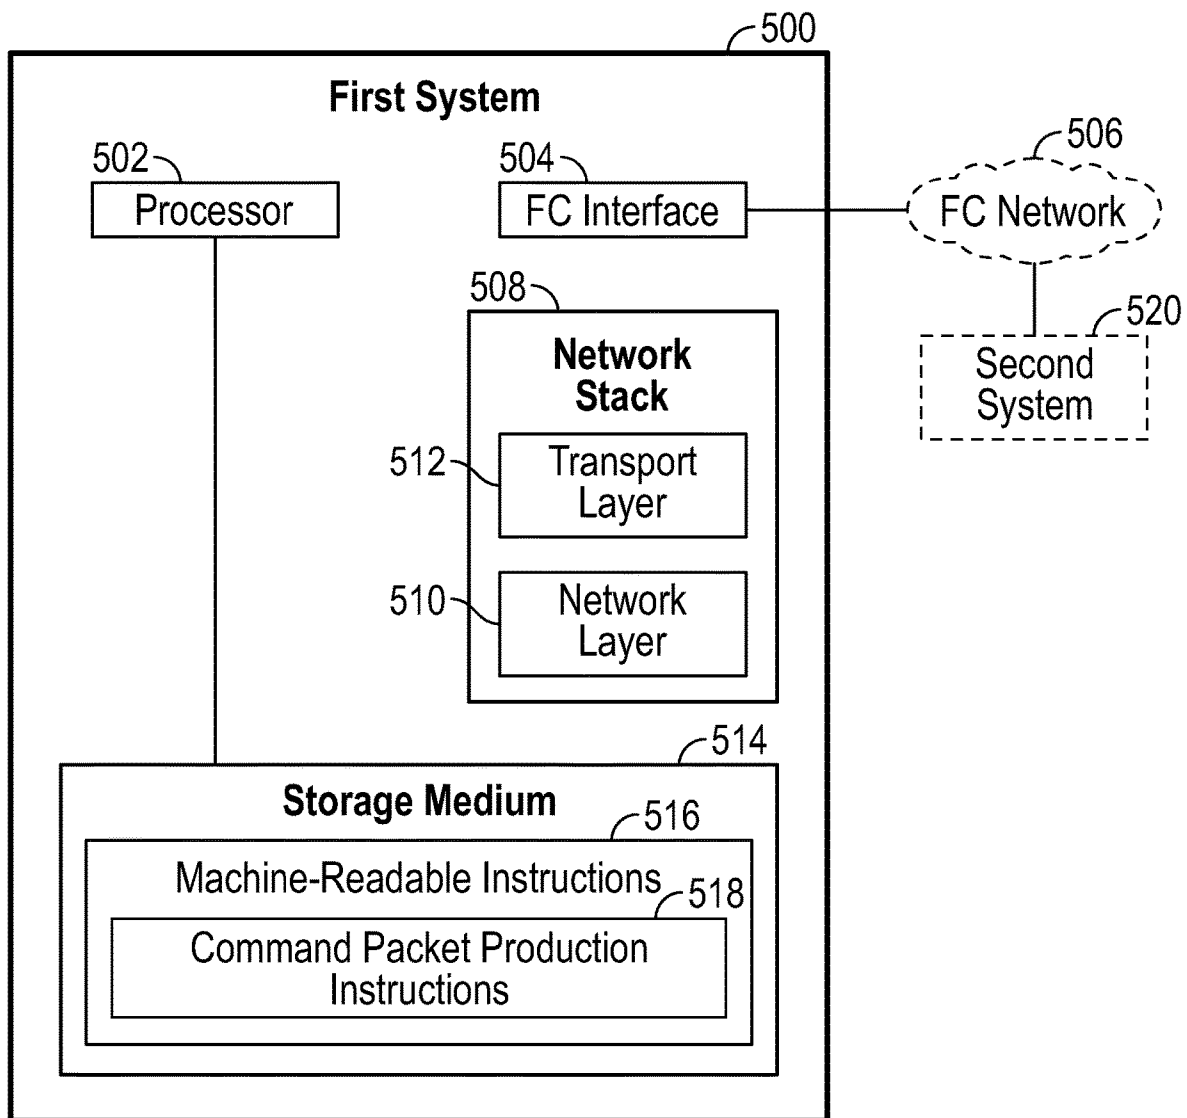 500
First System
502
504
506
Processor
FC Interface
FC Network
508
520
Network
Stack
Second
System
512
Transport
Layer
510
Network
Layer
514
Storage Medium
516
Machine-Readable Instructions
518
Command Packet Production
Instructions